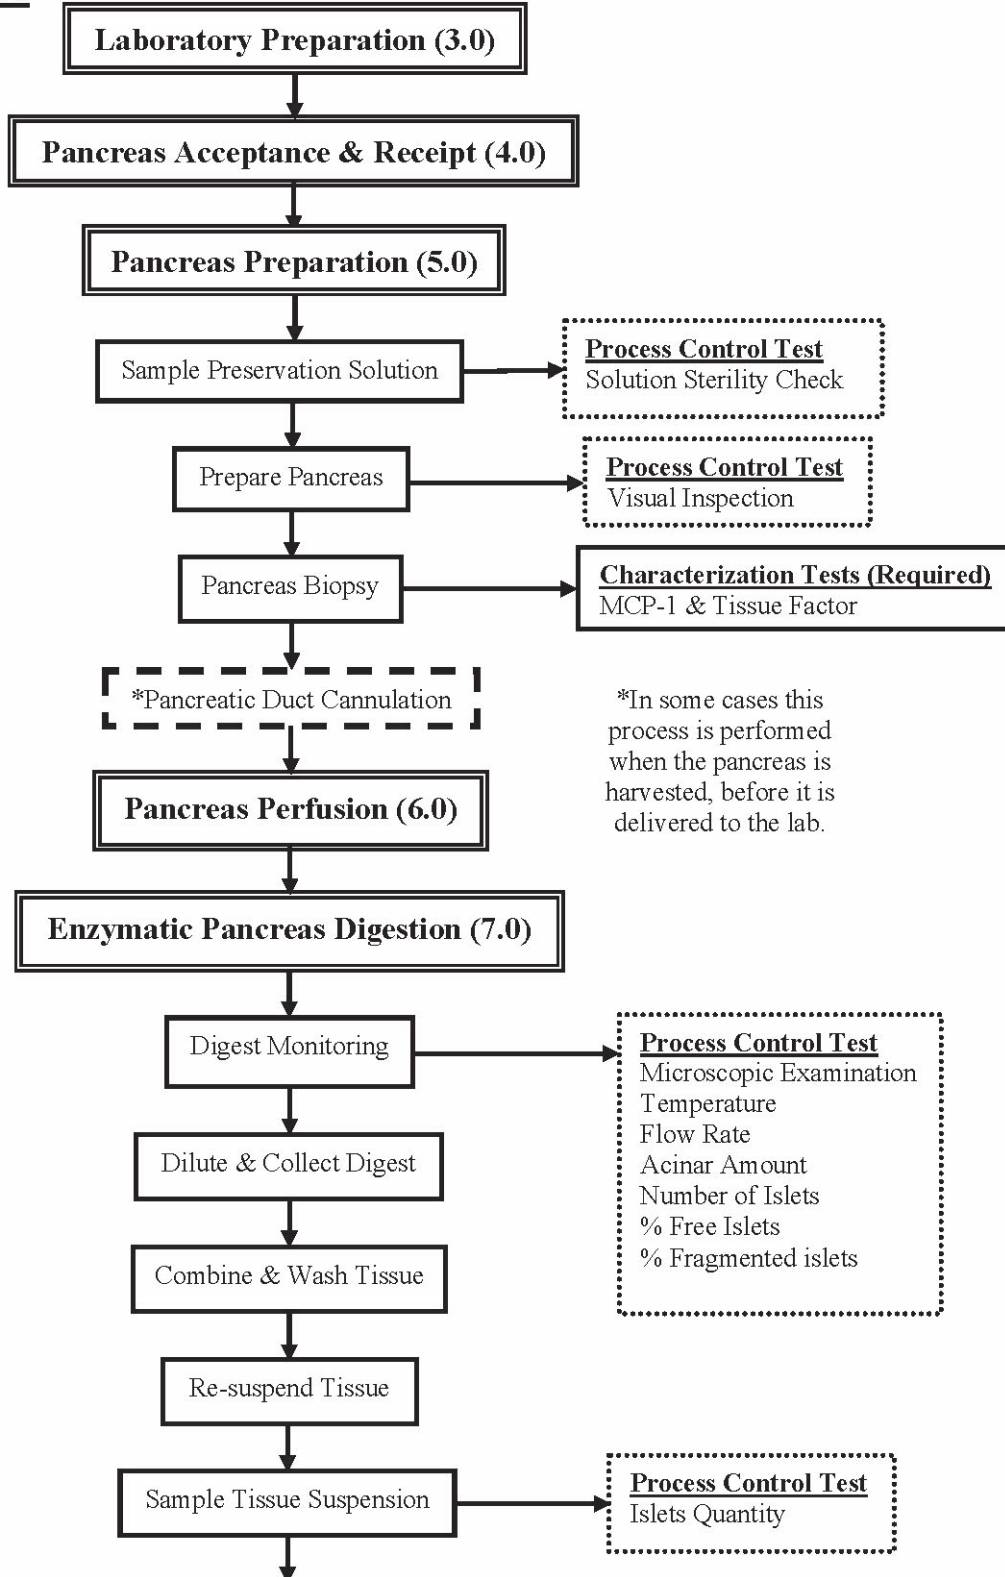 Laboratory Preparation (3.0)
Pancreas Acceptance & Receipt (4.0)
Pancreas Preparation (5.0)
Sample Preservation Solution
Process Control Test
Solution Sterility Check
Prepare Pancreas
Process Control Test
Visual Inspection
Pancreas Biopsy
Characterization Tests (Required)
MCP-1 & Tissue Factor
*Pancreatic Duct Cannulation
*In some cases this
process is performed
when the pancreas is
harvested, before it is
delivered to the lab.
Pancreas Perfusion (6.0)
Enzymatic Pancreas Digestion (7.0)
Digest Monitoring
Process Control Test
Microscopic Examination
Temperature
Flow Rate
Acinar Amount
Number of Islets
% Free Islets
% Fragmented islets
Dilute & Collect Digest
Combine & Wash Tissue
Re-suspend Tissue
Sample Tissue Suspension
Process Control Test
Islets Quantity